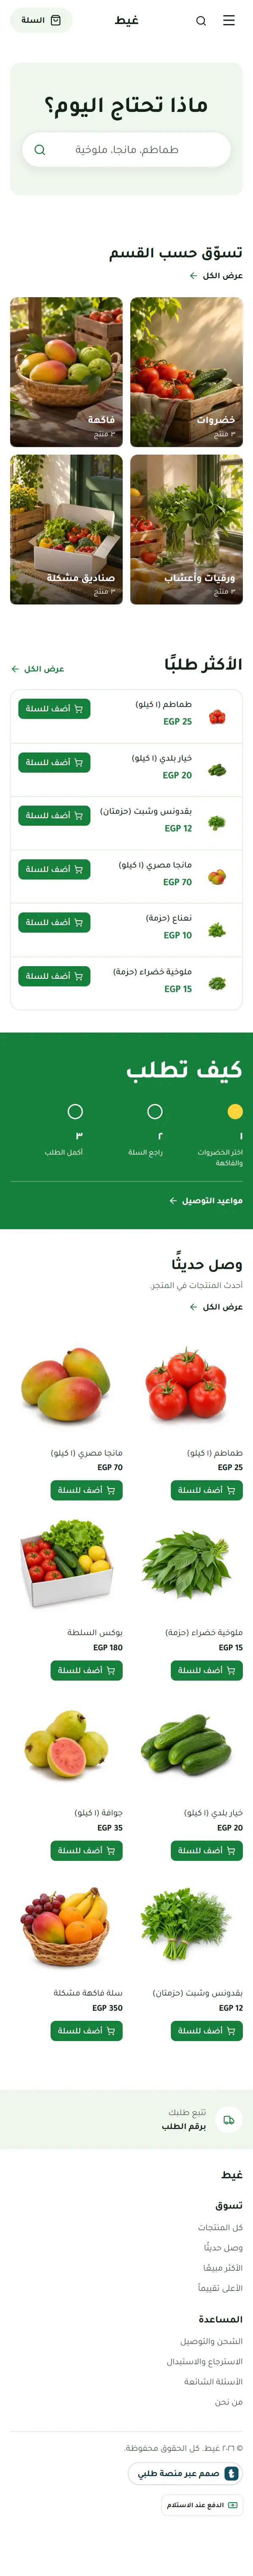 غيط
السلة
ماذا تحتاج اليوم؟
طماطم، مانجا، ملوخية
تسوّق حسب القسم
عرض الكل
خضروات
٣ منتج
فاكهة
٣ منتج
ورقيات وأعشاب
٣ منتج
صناديق مشكلة
٣ منتج
الأكثر طلبًا
عرض الكل
طماطم (١ كيلو)
25 EGP
أضف للسلة
خيار بلدي (١ كيلو)
20 EGP
أضف للسلة
بقدونس وشبت (حزمتان)
12 EGP
أضف للسلة
مانجا مصري (١ كيلو)
70 EGP
أضف للسلة
نعناع (حزمة)
10 EGP
أضف للسلة
ملوخية خضراء (حزمة)
15 EGP
أضف للسلة
كيف تطلب
١
اختر الخضروات
والفاكهة
٢
راجع السلة
٣
أكمل الطلب
مواعيد التوصيل
وصل حديثًا
أحدث المنتجات في المتجر.
عرض الكل
طماطم (١ كيلو)
25 EGP
أضف للسلة
مانجا مصري (١ كيلو)
70 EGP
أضف للسلة
ملوخية خضراء (حزمة)
15 EGP
أضف للسلة
بوكس السلطة
180 EGP
أضف للسلة
خيار بلدي (١ كيلو)
20 EGP
أضف للسلة
جوافة (١ كيلو)
35 EGP
أضف للسلة
بقدونس وشبت (حزمتان)
12 EGP
أضف للسلة
سلة فاكهة مشكلة
350 EGP
أضف للسلة
تتبع طلبك
برقم الطلب
غيط
تسوق
كل المنتجات
وصل حديثًا
الأكثر مبيعًا
الأعلى تقييماً
المساعدة
الشحن والتوصيل
الاسترجاع والاستبدال
الأسئلة الشائعة
من نحن
© ٢٠٢٦ غيط. كل الحقوق محفوظة.
صمم عبر منصة طلبي
الدفع عند الاستلام